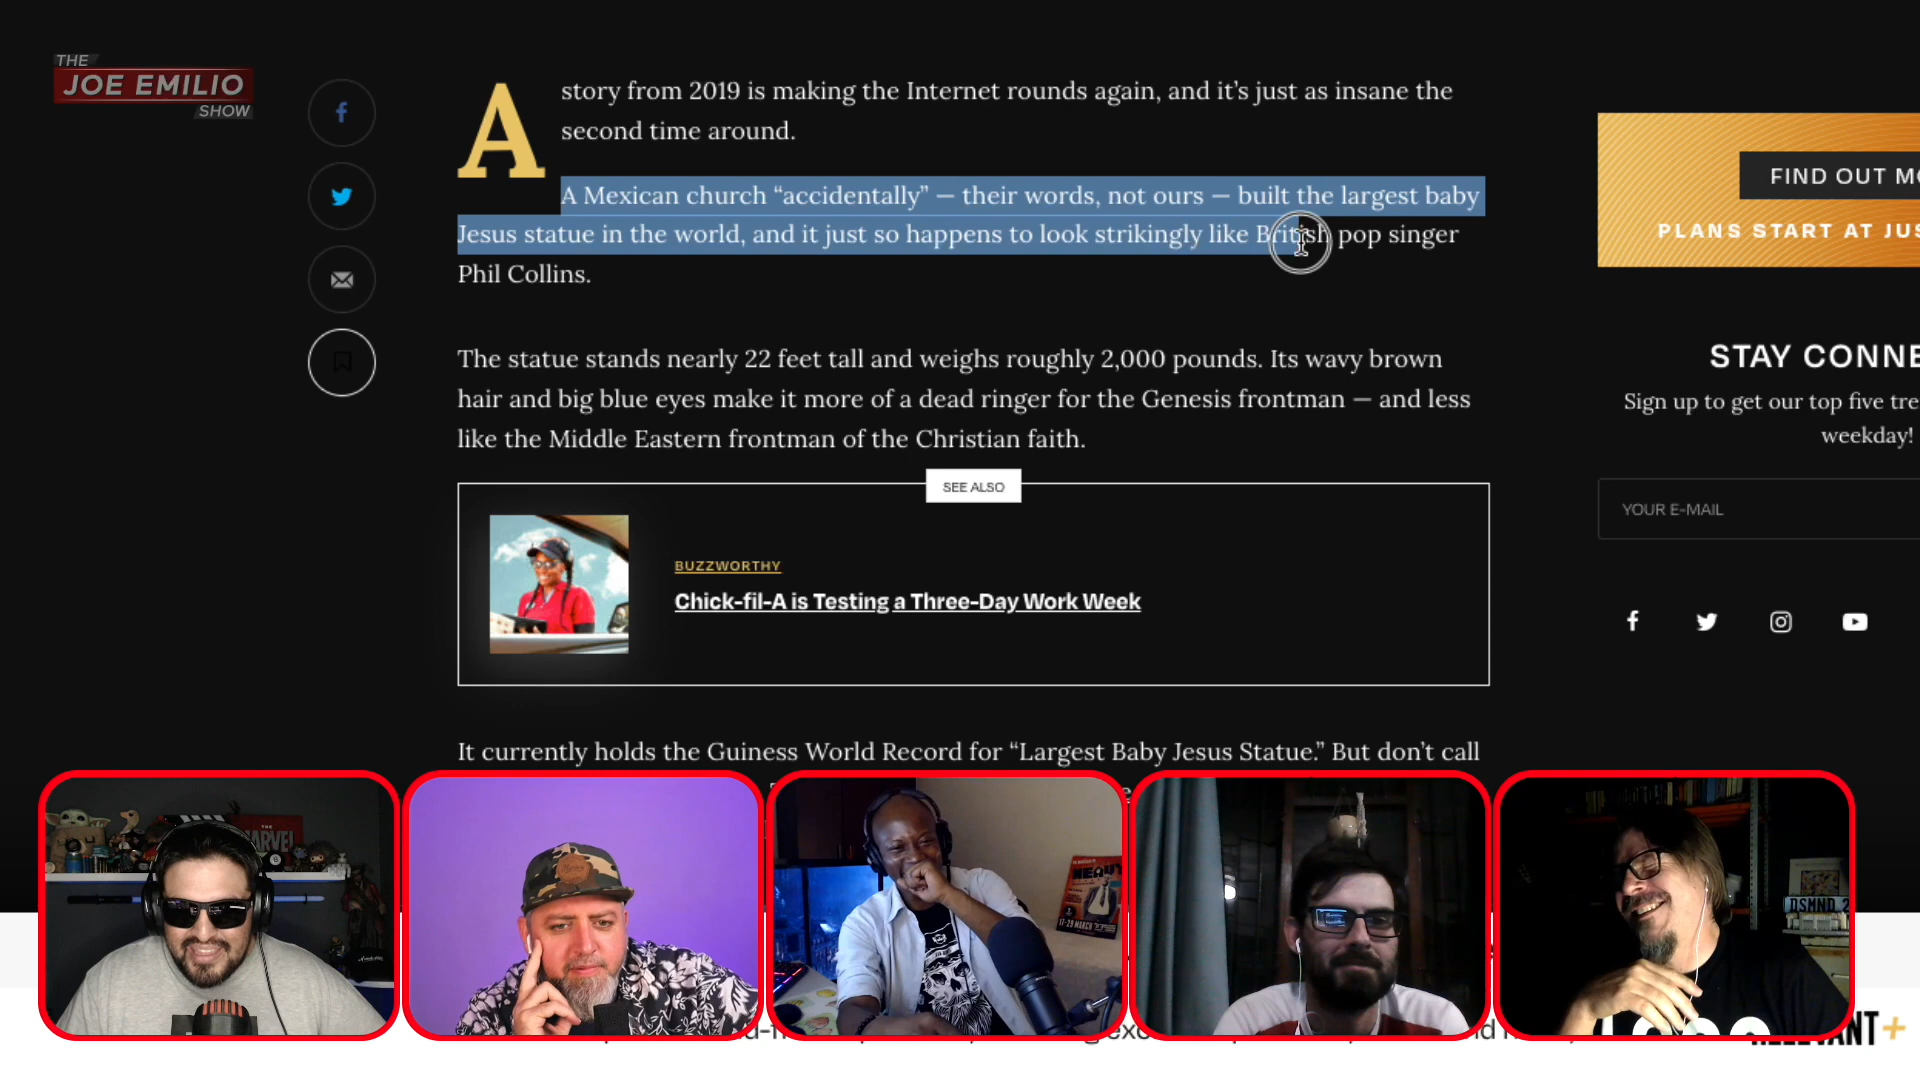 THE
JOE EMILIO
SHOW
A
story from 2019 is making the Internet rounds again, and it's just as insane the
second time around.
A Mexican church “accidentally” — their words, not ours — built the largest baby
Jesus statue in the world, and it just so happens to look strikingly like British pop singer
Phil Collins.
The statue stands nearly 22 feet tall and weighs roughly 2,000 pounds. Its wavy brown
hair and big blue eyes make it more of a dead ringer for the Genesis frontman — and less
like the Middle Eastern frontman of the Christian faith.
SEE ALSO
BUZZWORTHY
Chick-fil-A is Testing a Three-Day Work Week
It currently holds the Guiness World Record for “Largest Baby Jesus Statue.” But don't call
FIND OUT MO
PLANS START AT JUS
STAY CONNE
Sign up to get our top five tre
weekday!
YOUR E-MAIL
MARVEL
17-29 MARCH
DSMND 2